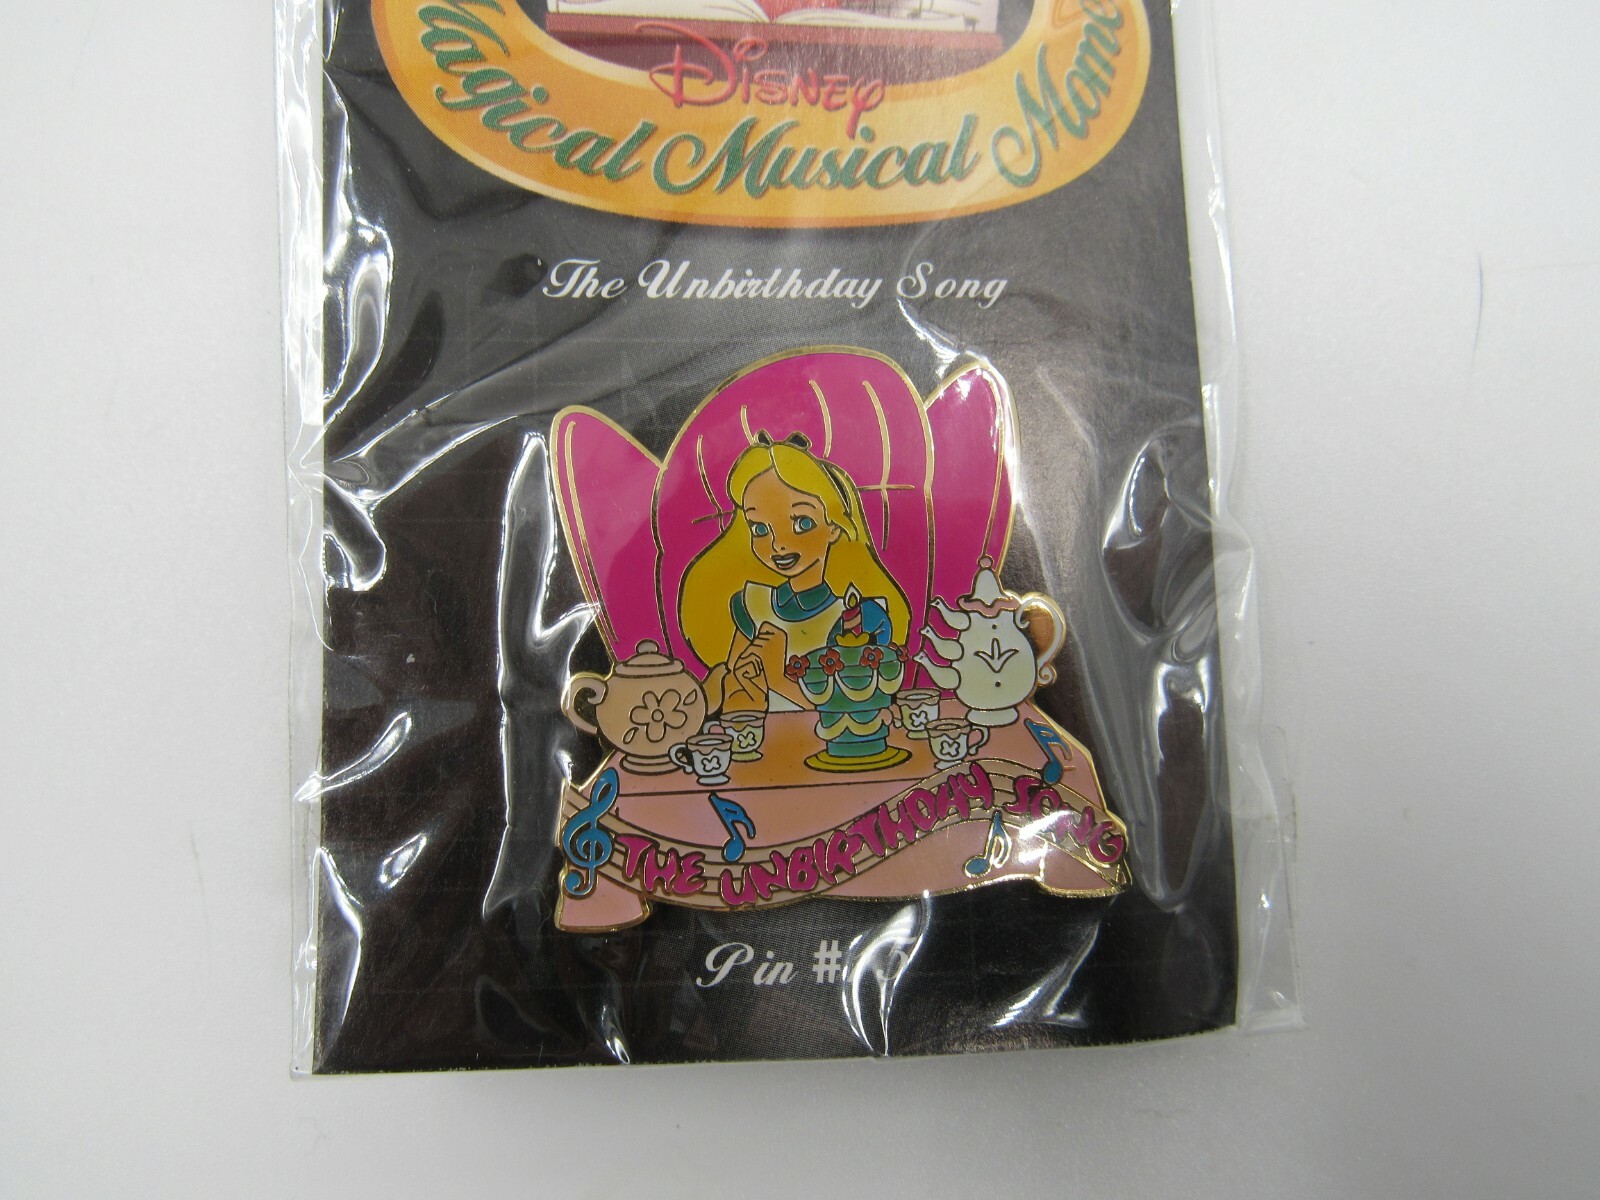 Disney
Magical Musical Mome
The Unbirthday Song
THE UNBIRTHDAY SONG
Pin #